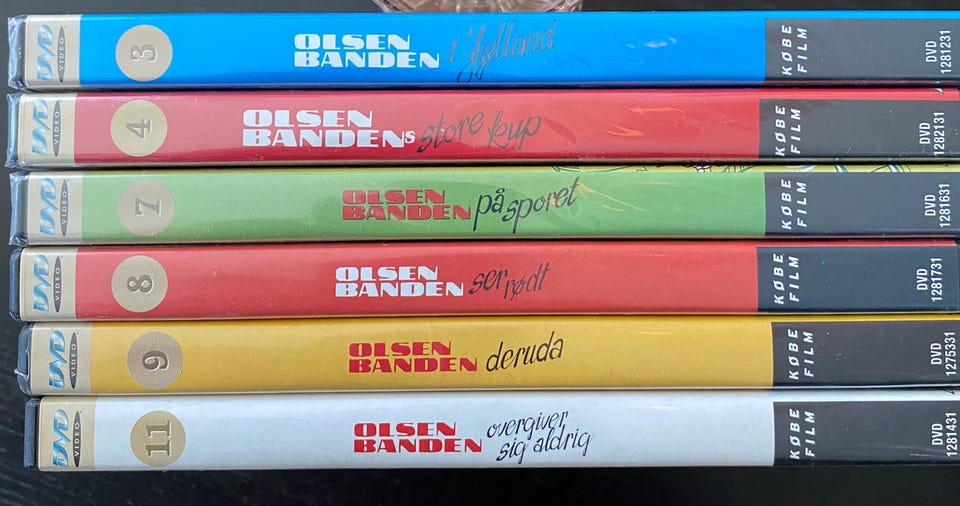 DVD
VIDEO
3
OLSEN
BANDEN i Jylland
KØBE
FILM
DVD
1281231
DVD
VIDEO
4
OLSEN
BANDENs store kup
KØBE
FILM
DVD
1282131
DVD
VIDEO
7
OLSEN
BANDEN på sporet
KØBE
FILM
DVD
1281631
DVD
VIDEO
8
OLSEN
BANDEN ser rødt
KØBE
FILM
DVD
1281731
DVD
VIDEO
9
OLSEN
BANDEN deruda
KØBE
FILM
DVD
1275331
DVD
VIDEO
11
OLSEN
BANDEN overgiver
sig aldrig
KØBE
FILM
DVD
1281431